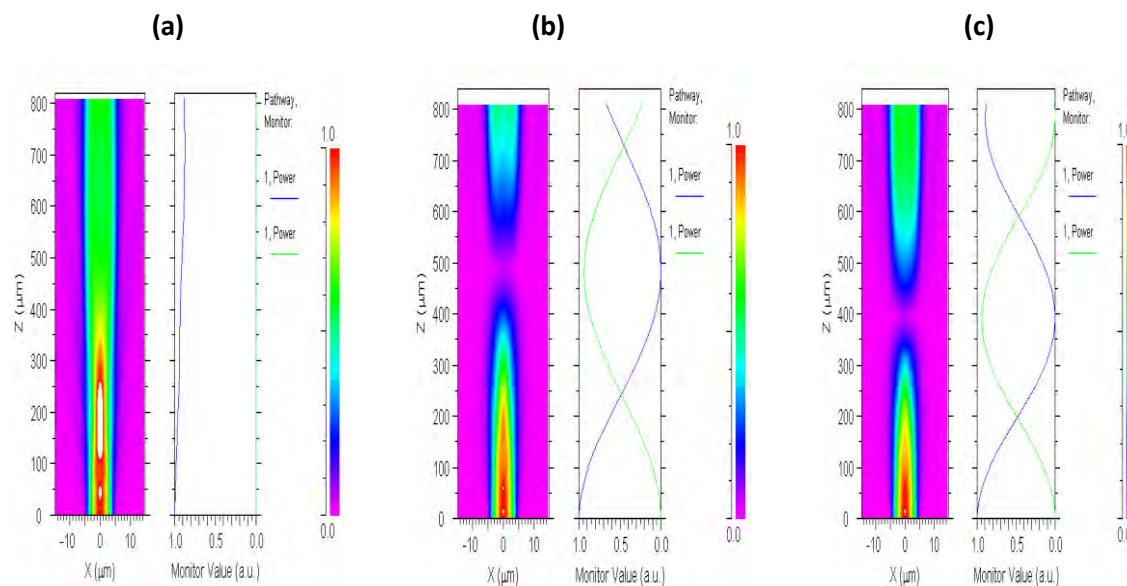 (a)
(b)
(c)
Pathway,
Monitor:
1.0
1, Power
1, Power
0.0
800
700
600
500
400
300
200
100
0
Z (μm)
-10 0 10
X (μm)
1.0 0.5 0.0
Monitor Value (a.u.)
Pathway,
Monitor:
1.0
1, Power
1, Power
0.0
800
700
600
500
400
300
200
100
0
Z (μm)
-10 0 10
X (μm)
1.0 0.5 0.0
Monitor Value (a.u.)
Pathway,
Monitor:
1.0
1, Power
1, Power
0.0
800
700
600
500
400
300
200
100
0
Z (μm)
-10 0 10
X (μm)
1.0 0.5 0.0
Monitor Value (a.u.)